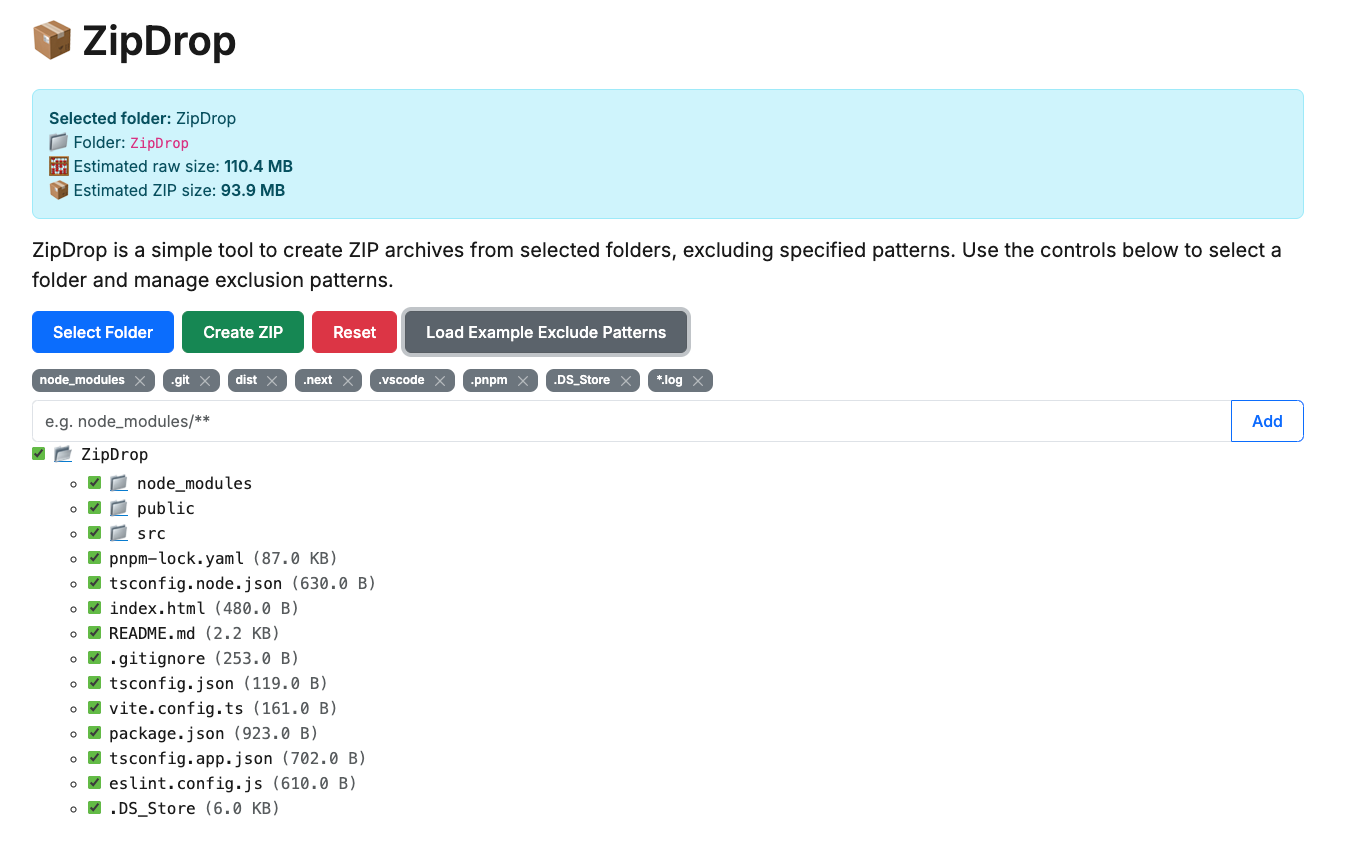 📦 ZipDrop
Selected folder: ZipDrop
📁 Folder: ZipDrop
🧮 Estimated raw size: 110.4 MB
📦 Estimated ZIP size: 93.9 MB
ZipDrop is a simple tool to create ZIP archives from selected folders, excluding specified patterns. Use the controls below to select a
folder and manage exclusion patterns.
Select Folder Create ZIP Reset Load Example Exclude Patterns
node_modules × .git × dist × .next × .vscode × .pnpm × .DS_Store × *.log ×
e.g. node_modules/** Add
✅ 📂 ZipDrop
✅ 📁 node_modules
✅ 📁 public
✅ 📁 src
✅ pnpm-lock.yaml (87.0 KB)
✅ tsconfig.node.json (630.0 B)
✅ index.html (480.0 B)
✅ README.md (2.2 KB)
✅ .gitignore (253.0 B)
✅ tsconfig.json (119.0 B)
✅ vite.config.ts (161.0 B)
✅ package.json (923.0 B)
✅ tsconfig.app.json (702.0 B)
✅ eslint.config.js (610.0 B)
✅ .DS_Store (6.0 KB)